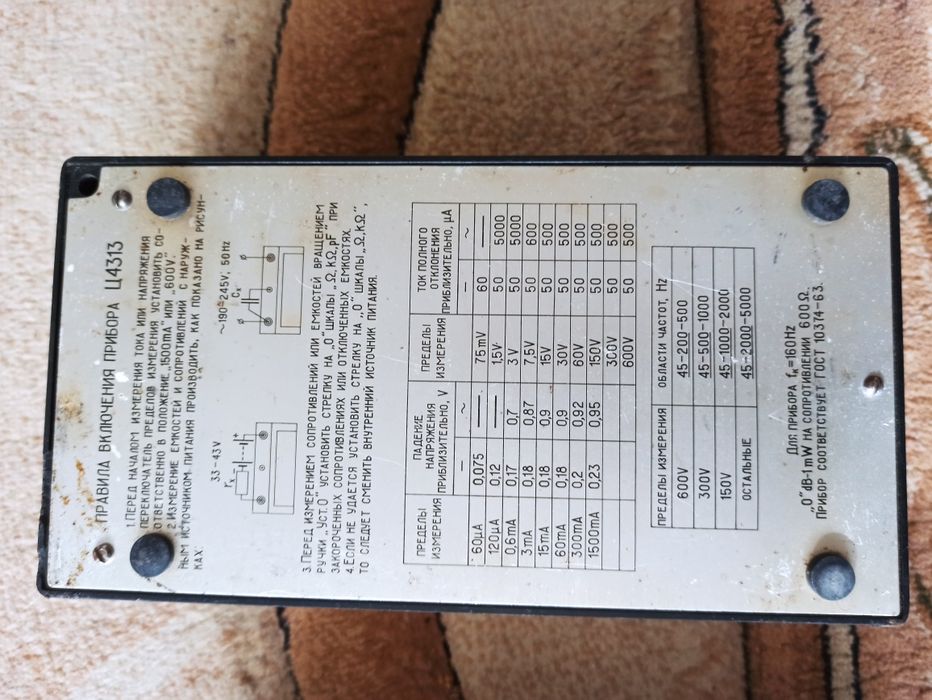 ПРАВИЛА ВКЛЮЧЕНИЯ ПРИБОРА Ц4313
1.ПЕРЕД НАЧАЛОМ ИЗМЕРЕНИЯ ТОКА ИЛИ НАПРЯЖЕНИЯ
ПЕРЕКЛЮЧАТЕЛЬ ПРЕДЕЛОВ ИЗМЕРЕНИЯ УСТАНОВИТЬ СО-
ОТВЕТСТВЕННО В ПОЛОЖЕНИЕ „1500mA" ИЛИ „600V".
2.ИЗМЕРЕНИЕ ЕМКОСТЕЙ И СОПРОТИВЛЕНИЙ С НАРУЖ-
НЫМ ИСТОЧНИКОМ ПИТАНИЯ ПРОИЗВОДИТЬ, КАК ПОКАЗАНО НА РИСУН-
КАХ.
33-43V ~190-245V; 50Hz
rx Cx
3.ПЕРЕД ИЗМЕРЕНИЕМ СОПРОТИВЛЕНИЙ ИЛИ ЕМКОСТЕЙ ВРАЩЕНИЕМ
РУЧКИ „УСТ.0" УСТАНОВИТЬ СТРЕЛКУ НА „0" ШКАЛЫ „Ω, kΩ, pF" ПРИ
ЗАКОРОЧЕННЫХ СОПРОТИВЛЕНИЯХ ИЛИ ОТКЛЮЧЕННЫХ ЕМКОСТЯХ.
4.ЕСЛИ НЕ УДАЕТСЯ УСТАНОВИТЬ СТРЕЛКУ НА „0" ШКАЛЫ „Ω, kΩ",
ТО СЛЕДУЕТ СМЕНИТЬ ВНУТРЕННИЙ ИСТОЧНИК ПИТАНИЯ.
ПРЕДЕЛЫ ИЗМЕРЕНИЯ ПАДЕНИЕ НАПРЯЖЕНИЯ ПРИБЛИЗИТЕЛЬНО, V ПРЕДЕЛЫ ИЗМЕРЕНИЯ ТОК ПОЛНОГО ОТКЛОНЕНИЯ ПРИБЛИЗИТЕЛЬНО, μA
— ~ — ~
60μA 0,075 — 75mV 60 —
120μA 0,12 — 1,5V 50 5000
0,6mA 0,17 0,7 3V 50 5000
3mA 0,18 0,87 7,5V 50 600
15mA 0,18 0,9 15V 50 500
60mA 0,18 0,9 30V 50 500
300mA 0,2 0,92 60V 50 500
1500mA 0,23 0,95 150V 50 500
300V 50 500
600V 50 500
ПРЕДЕЛЫ ИЗМЕРЕНИЯ ОБЛАСТИ ЧАСТОТ, Hz
600V 45-200-500
300V 45-500-1000
150V 45-1000-2000
ОСТАЛЬНЫЕ 45-2000-5000
Для ПРИБОРА fн=160Hz
„0" dB-1mW НА СОПРОТИВЛЕНИИ 600Ω.
ПРИБОР СООТВЕТСТВУЕТ ГОСТ 10374-63.